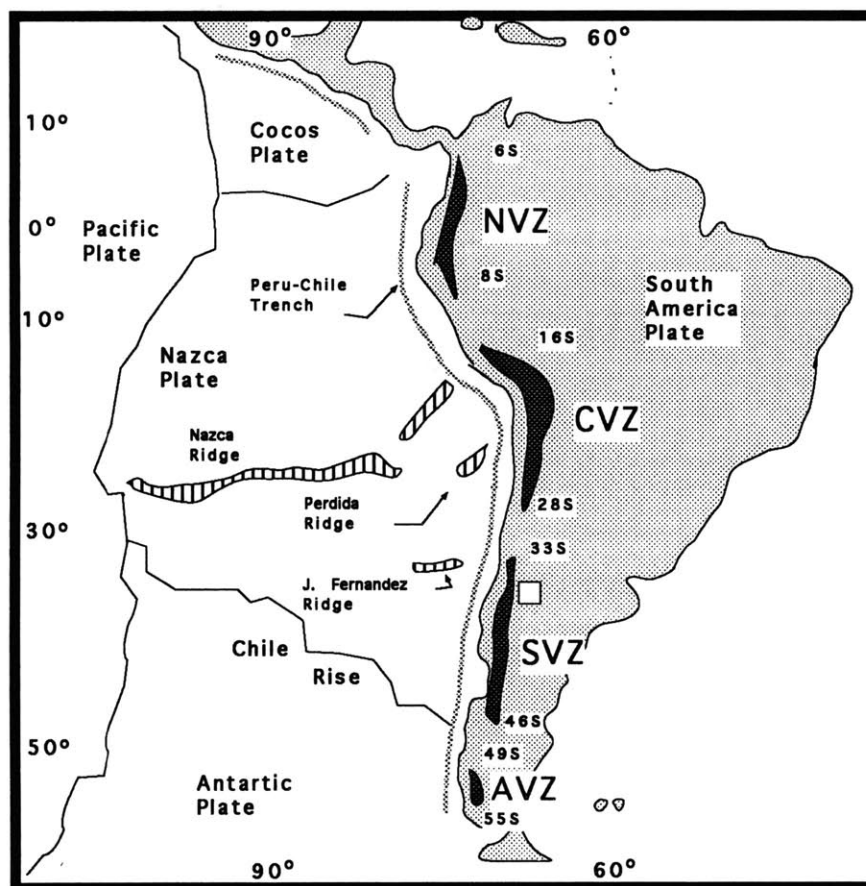 90°
60°
10°
Cocos
Plate
6S
NVZ
0°
Pacific
Plate
8S
Peru-Chile
Trench
South
America
Plate
10°
16S
Nazca
Plate
CVZ
Nazca
Ridge
Perdida
Ridge
28S
30°
33S
J. Fernandez
Ridge
Chile
Rise
SVZ
46S
50°
49S
Antartic
Plate
AVZ
55S
90°
60°